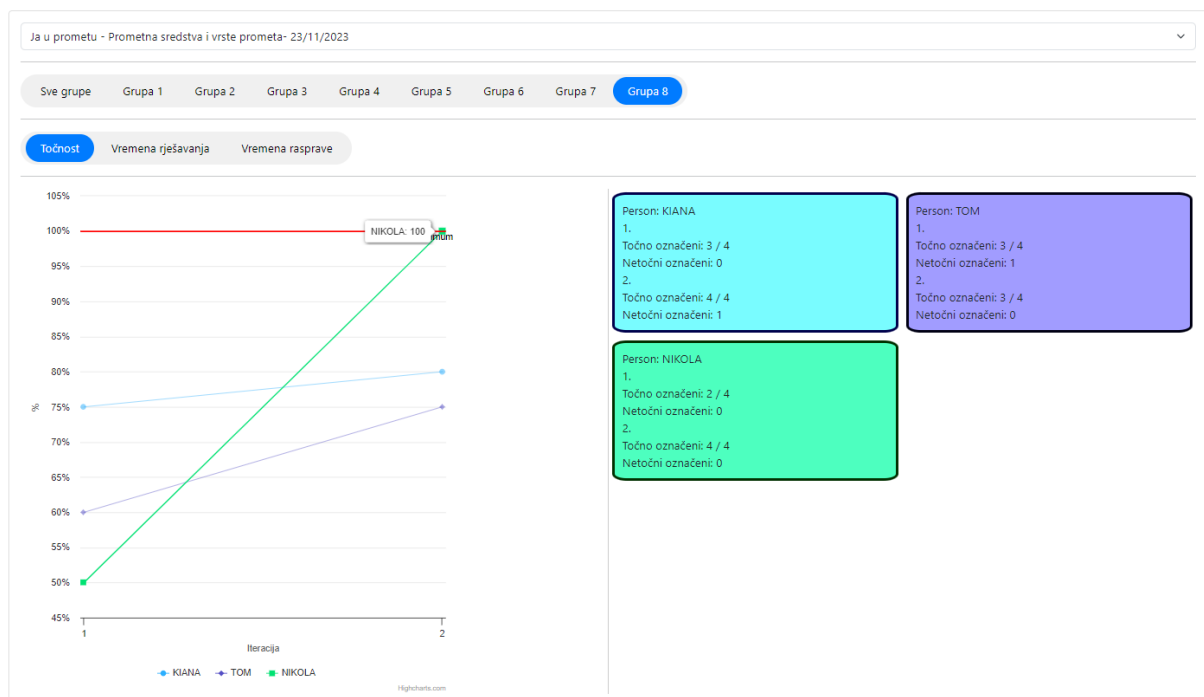 Ja u prometu - Prometna sredstva i vrste prometa- 23/11/2023
Sve grupe Grupa 1 Grupa 2 Grupa 3 Grupa 4 Grupa 5 Grupa 6 Grupa 7 Grupa 8
Točnost Vremena rješavanja Vremena rasprave
105%
100%
95%
90%
85%
80%
75%
70%
65%
60%
55%
50%
45%
%
NIKOLA: 100
1 2
Iteracija
KIANA TOM NIKOLA
Highcharts.com
Person: KIANA
1.
Točno označeni: 3 / 4
Netočni označeni: 0
2.
Točno označeni: 4 / 4
Netočni označeni: 1
Person: TOM
1.
Točno označeni: 3 / 4
Netočni označeni: 1
2.
Točno označeni: 3 / 4
Netočni označeni: 0
Person: NIKOLA
1.
Točno označeni: 2 / 4
Netočni označeni: 0
2.
Točno označeni: 4 / 4
Netočni označeni: 0